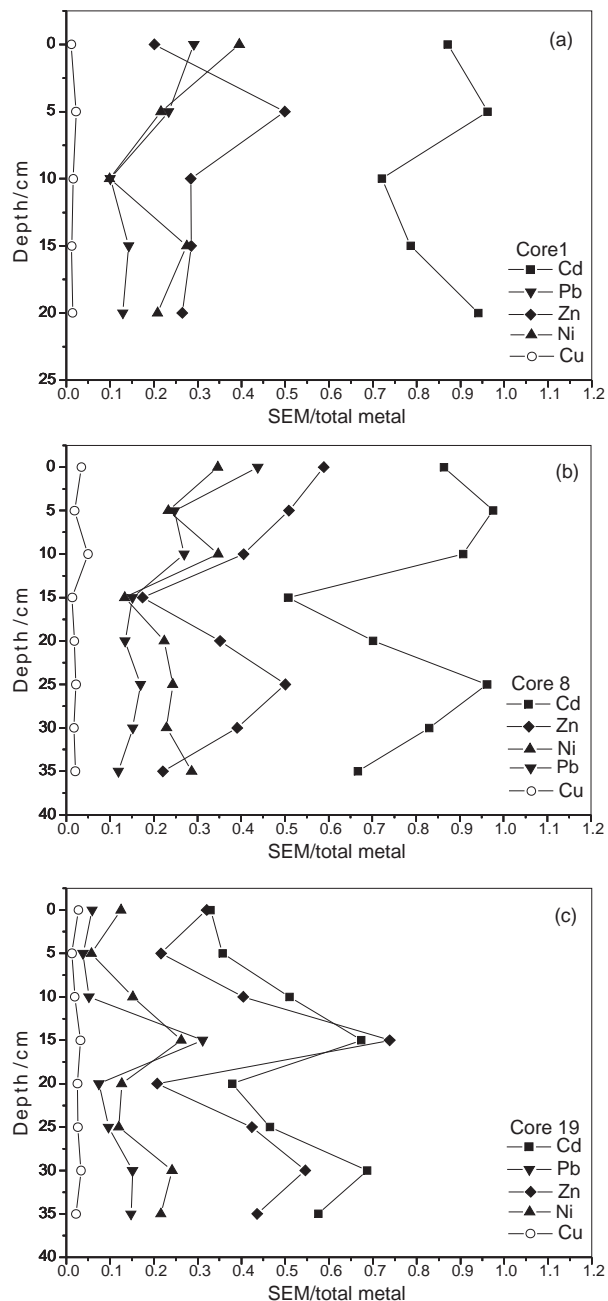 (a)
0
5
10
15
20
25
Depth/cm
Core1
Cd
Pb
Zn
Ni
Cu
0.0 0.1 0.2 0.3 0.4 0.5 0.6 0.7 0.8 0.9 1.0 1.1 1.2
SEM/total metal
(b)
0
5
10
15
20
25
30
35
40
Depth /cm
Core 8
Cd
Zn
Ni
Pb
Cu
0.0 0.1 0.2 0.3 0.4 0.5 0.6 0.7 0.8 0.9 1.0 1.1 1.2
SEM/total metal
(c)
0
5
10
15
20
25
30
35
40
Depth/cm
Core 19
Cd
Pb
Zn
Ni
Cu
0.0 0.1 0.2 0.3 0.4 0.5 0.6 0.7 0.8 0.9 1.0 1.1 1.2
SEM/total metal